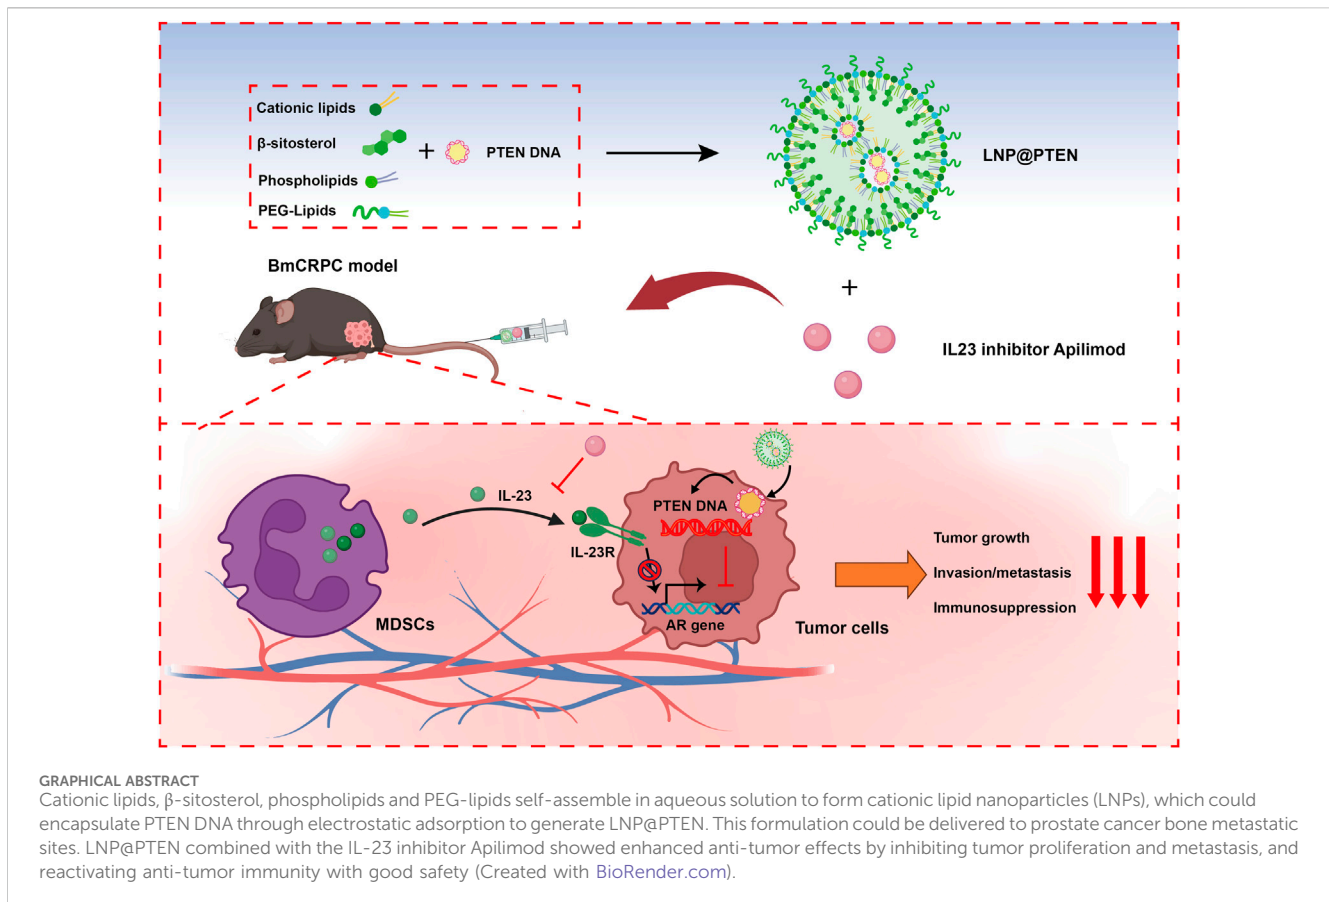 Cationic lipids
β-sitosterol
+
PTEN DNA
Phospholipids
PEG-Lipids
LNP@PTEN
BmCRPC model
+
IL23 inhibitor Apilimod
IL-23
PTEN DNA
IL-23R
AR gene
MDSCs
Tumor cells
Tumor growth
Invasion/metastasis
Immunosuppression
GRAPHICAL ABSTRACT
Cationic lipids, β-sitosterol, phospholipids and PEG-lipids self-assemble in aqueous solution to form cationic lipid nanoparticles (LNPs), which could
encapsulate PTEN DNA through electrostatic adsorption to generate LNP@PTEN. This formulation could be delivered to prostate cancer bone metastatic
sites. LNP@PTEN combined with the IL-23 inhibitor Apilimod showed enhanced anti-tumor effects by inhibiting tumor proliferation and metastasis, and
reactivating anti-tumor immunity with good safety (Created with BioRender.com).